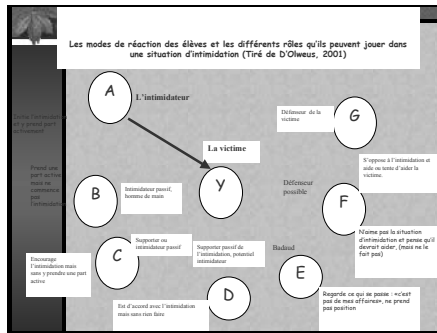 Les modes de réaction des élèves et les différents rôles qu'ils peuvent jouer dans
une situation d'intimidation (Tiré de D'Olweus, 2001)
A
L'intimidateur
et y prend part
activement
Défenseur de la
victime
G
La victime
Y
Prend une
part active
mais ne
commence
pas
l'intimidation
B
Intimidateur passif,
homme de main
Défenseur
possible
S'oppose à l'intimidation et
aide ou tente d'aider la
victime
F
N'aime pas la situation
d'intimidation et pense qu'il
devrait aider, (mais ne le
fait pas)
C
Supporter ou
intimidateur passif
Encourage
l'intimidation mais
sans y prendre une part
active
Supporter passif de
l'intimidation, potentiel
intimidateur
D
Est d'accord avec l'intimidation
mais sans rien faire
Badaud
E
Regarde ce qui se passe : «c'est
pas de mes affaires», ne prend
pas position